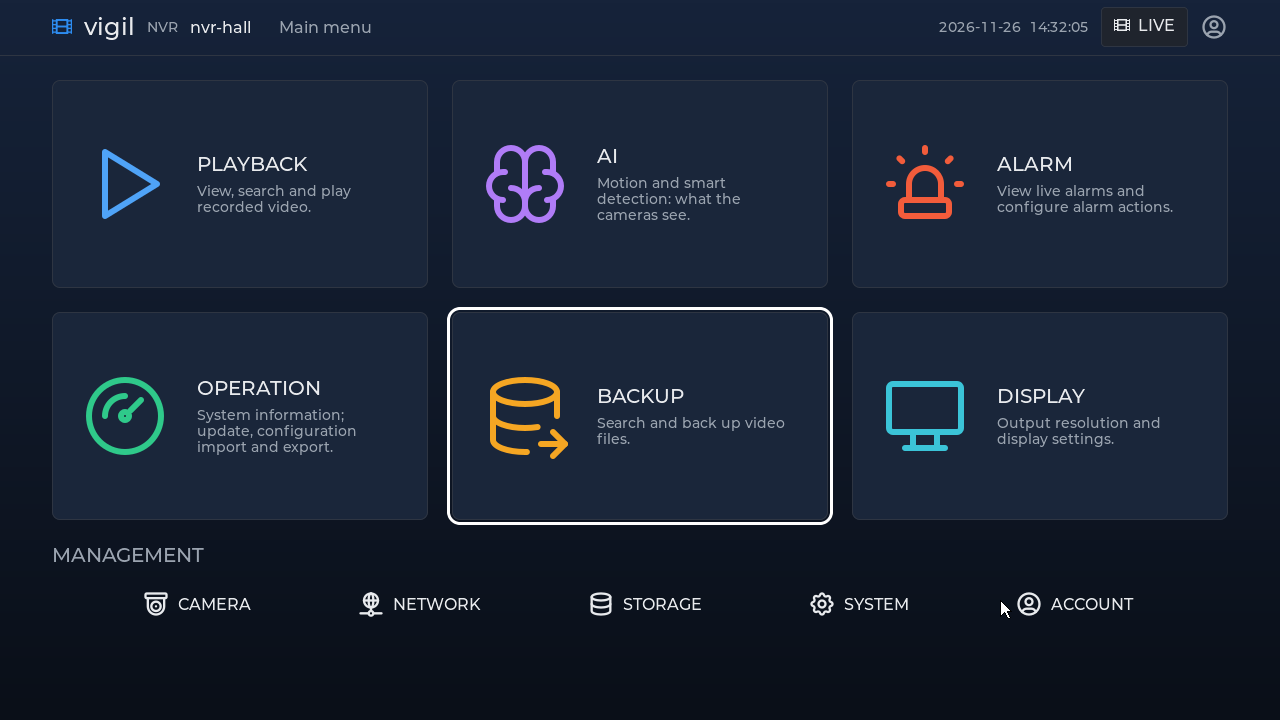 vigil NVR nvr-hall Main menu 2026-11-26 14:32:05 LIVE
PLAYBACK
View, search and play
recorded video.
AI
Motion and smart
detection: what the
cameras see.
ALARM
View live alarms and
configure alarm actions.
OPERATION
System information;
update, configuration
import and export.
BACKUP
Search and back up video
files.
DISPLAY
Output resolution and
display settings.
MANAGEMENT
CAMERA NETWORK STORAGE SYSTEM ACCOUNT